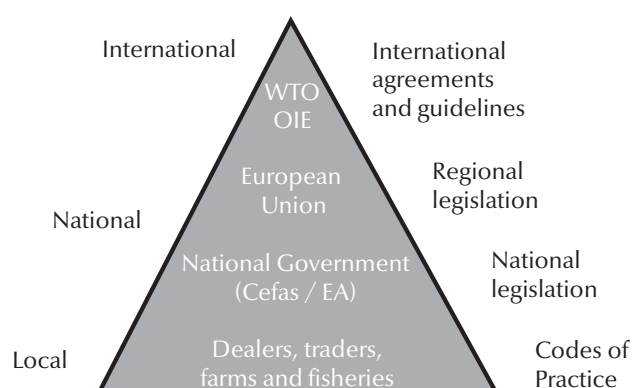 International
International
agreements
and guidelines
WTO
OIE
European
Union
Regional
legislation
National
National Government
(Cefas / EA)
National
legislation
Local
Dealers, traders,
farms and fisheries
Codes of
Practice